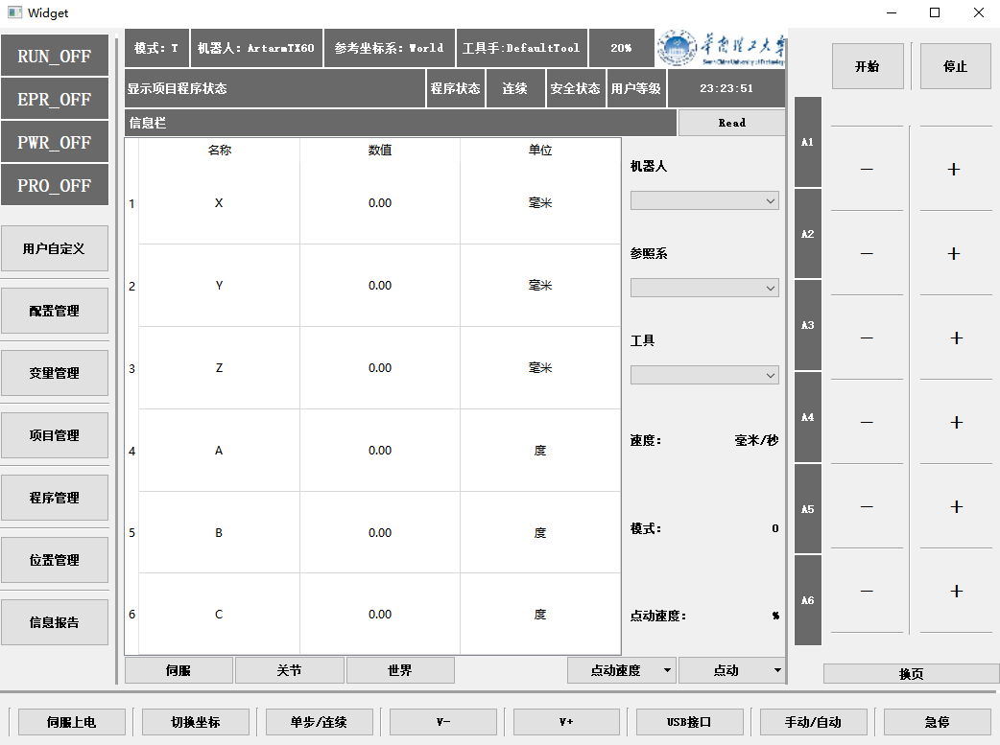 Widget
RUN_OFF
EPR_OFF
PWR_OFF
PRO_OFF
用户自定义
配置管理
变量管理
项目管理
程序管理
位置管理
信息报告
模式: T 机器人: ArtarmTX60 参考坐标系: World 工具手:DefaultTool 20% 华南理工大学
South China University of Technology
显示项目程序状态 程序状态 连续 安全状态 用户等级 23:23:51
信息栏 Read
名称 数值 单位
1 X 0.00 毫米
2 Y 0.00 毫米
3 Z 0.00 毫米
4 A 0.00 度
5 B 0.00 度
6 C 0.00 度
机器人
参照系
工具
速度: 毫米/秒
模式: 0
点动速度: %
伺服 关节 世界 点动速度 点动
开始 停止
A1 — +
A2 — +
A3 — +
A4 — +
A5 — +
A6 — +
换页
伺服上电 切换坐标 单步/连续 V- V+ USB接口 手动/自动 急停